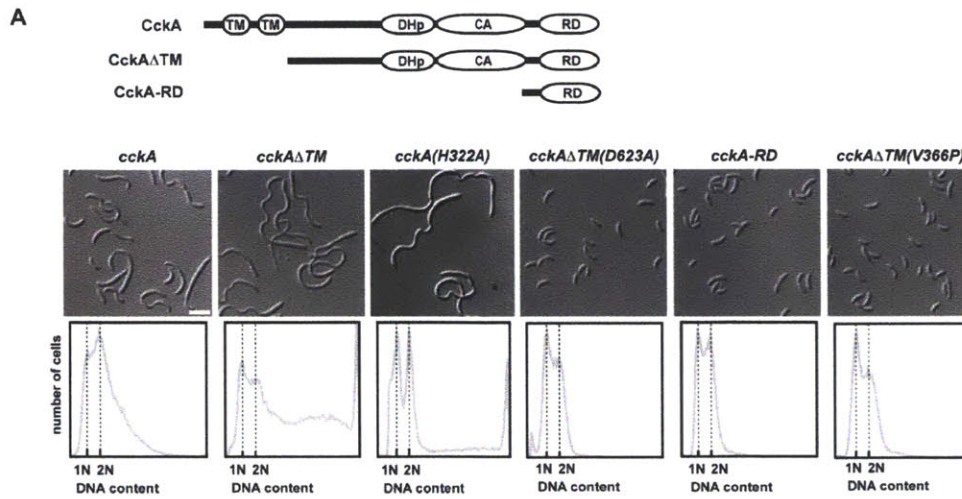 A
CckA TM TM DHp CA RD
CckAΔTM DHp CA RD
CckA-RD RD
cckA cckAΔTM cckA(H322A) cckAΔTM(D623A) cckA-RD cckAΔTM(V366P)
number of cells
1N 2N 1N 2N 1N 2N 1N 2N 1N 2N 1N 2N
DNA content DNA content DNA content DNA content DNA content DNA content